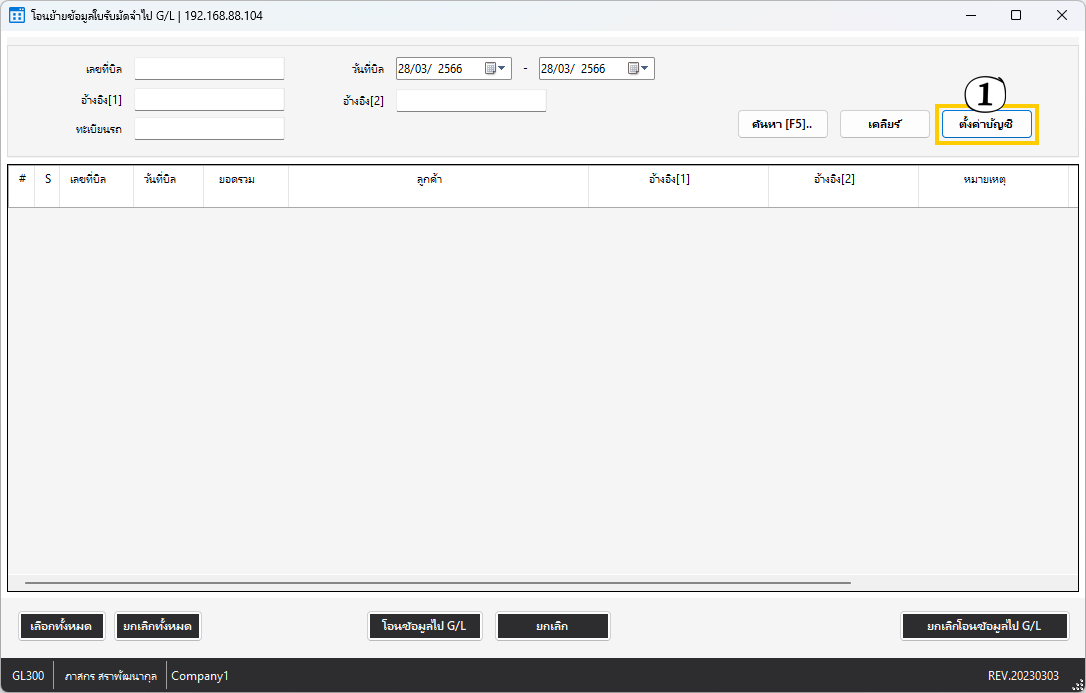 โอนย้ายข้อมูลใบรับมัดจำไป G/L | 192.168.88.104
เลขที่บิล วันที่บิล 28/03/ 2566 - 28/03/ 2566
อ้างอิง[1] อ้างอิง[2]
ทะเบียนรถ
1
ค้นหา [F5].. เคลียร์ ตั้งค่าบัญชี
# S เลขที่บิล วันที่บิล ยอดรวม ลูกค้า อ้างอิง[1] อ้างอิง[2] หมายเหตุ
เลือกทั้งหมด ยกเลิกทั้งหมด โอนข้อมูลไป G/L ยกเลิก ยกเลิกโอนข้อมูลไป G/L
GL300 ภาสกร สราพัฒนากุล Company1 REV.20230303